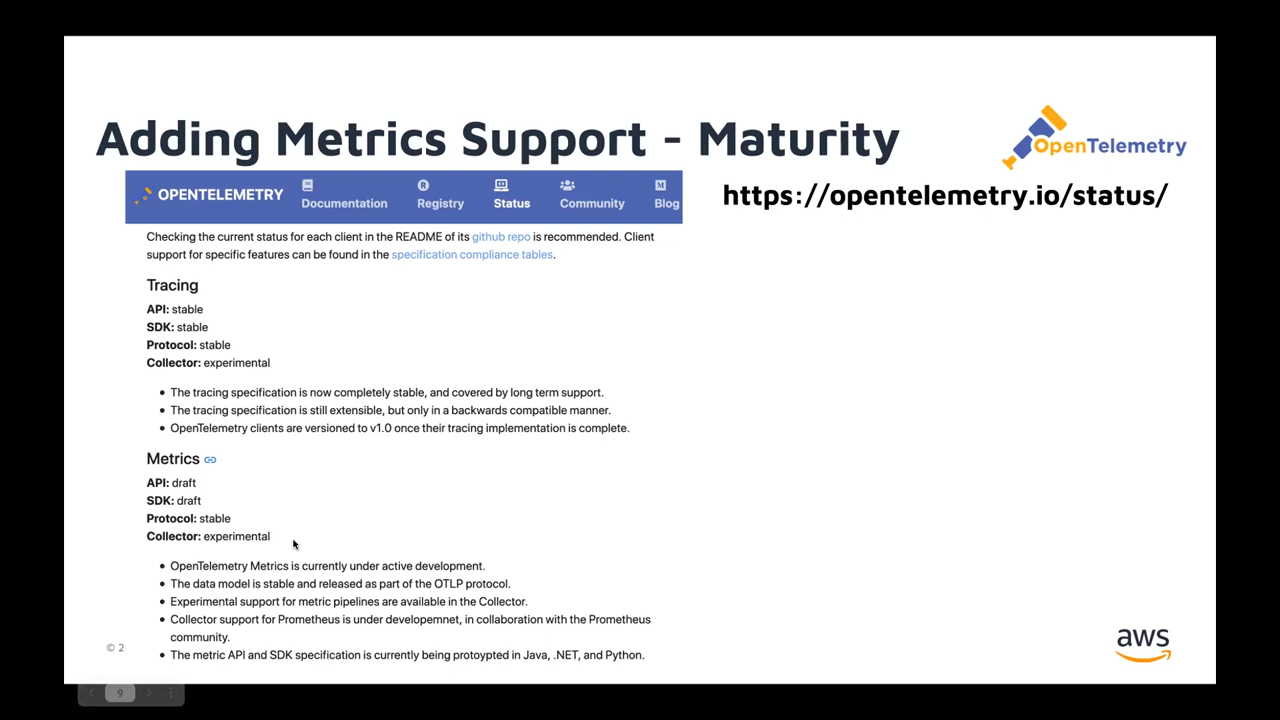 Adding Metrics Support - Maturity
OpenTelemetry
OPENTELEMETRY
Documentation
Registry
Status
Community
Blog
https://opentelemetry.io/status/
Checking the current status for each client in the README of its github repo is recommended. Client
support for specific features can be found in the specification compliance tables.
Tracing
API: stable
SDK: stable
Protocol: stable
Collector: experimental
• The tracing specification is now completely stable, and covered by long term support.
• The tracing specification is still extensible, but only in a backwards compatible manner.
• OpenTelemetry clients are versioned to v1.0 once their tracing implementation is complete.
Metrics
API: draft
SDK: draft
Protocol: stable
Collector: experimental
• OpenTelemetry Metrics is currently under active development.
• The data model is stable and released as part of the OTLP protocol.
• Experimental support for metric pipelines are available in the Collector.
• Collector support for Prometheus is under developemnet, in collaboration with the Prometheus
community.
• The metric API and SDK specification is currently being protoypted in Java, .NET, and Python.
© 2
aws
9